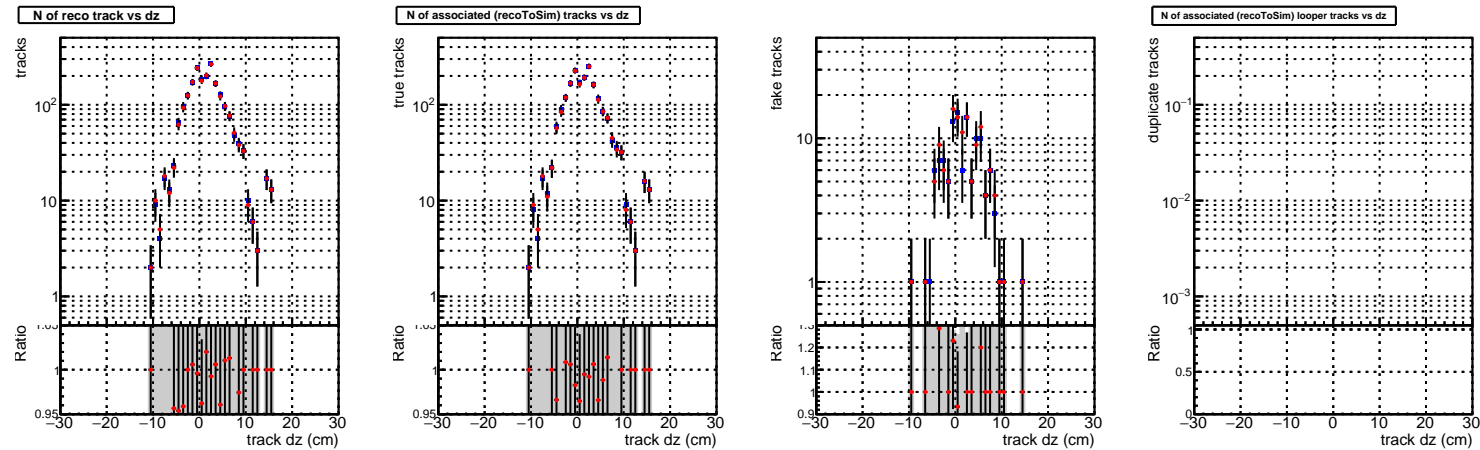 N of reco track vs dz
tracks
10²
10
1
Ratio
1
0.95
−30 −20 −10 0 10 20 30
track dz (cm)
N of associated (recoToSim) tracks vs dz
true tracks
10²
10
1
Ratio
1
0.95
−30 −20 −10 0 10 20 30
track dz (cm)
fake tracks
10
1
Ratio
1.3
1.2
1.1
1
0.9
−30 −20 −10 0 10 20 30
track dz (cm)
N of associated (recoToSim) looper tracks vs dz
duplicate tracks
10⁻¹
10⁻²
10⁻³
Ratio
1
0.5
0
−30 −20 −10 0 10 20 30
track dz (cm)